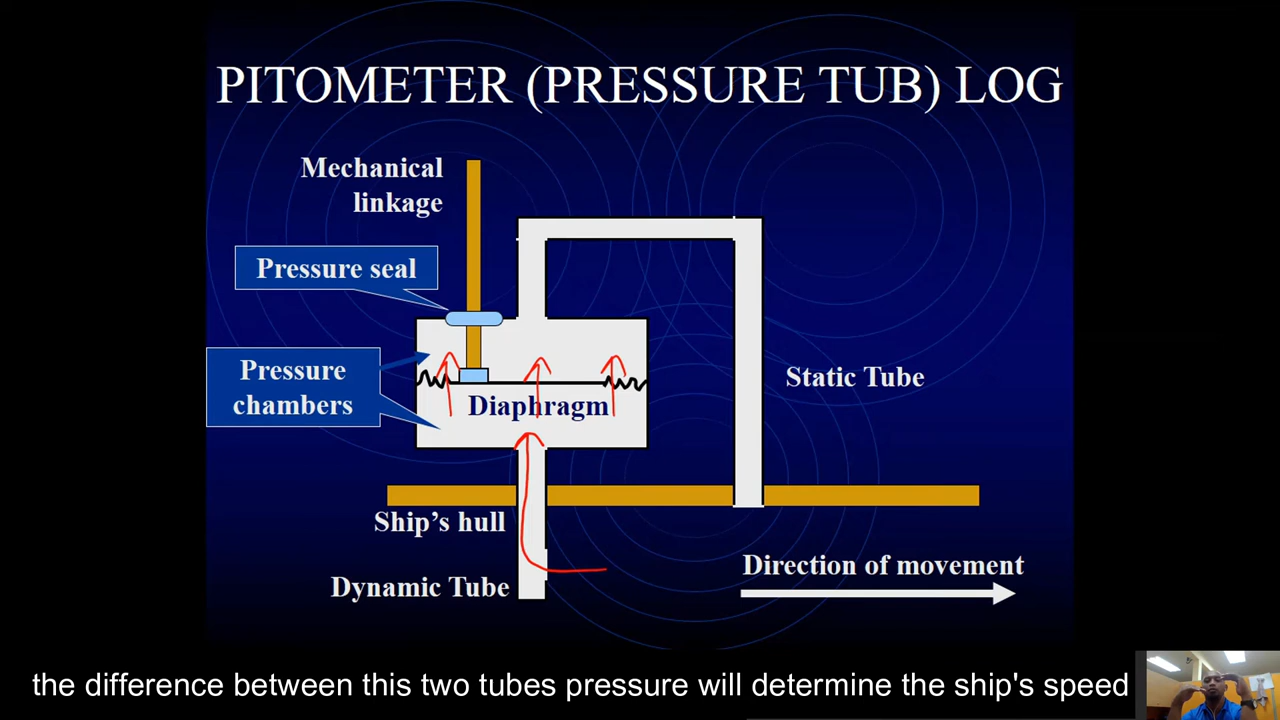 PITOMETER (PRESSURE TUB) LOG
Mechanical
linkage
Pressure seal
Pressure
chambers
Diaphragm
Static Tube
Ship's hull
Direction of movement
Dynamic Tube
the difference between this two tubes pressure will determine the ship's speed